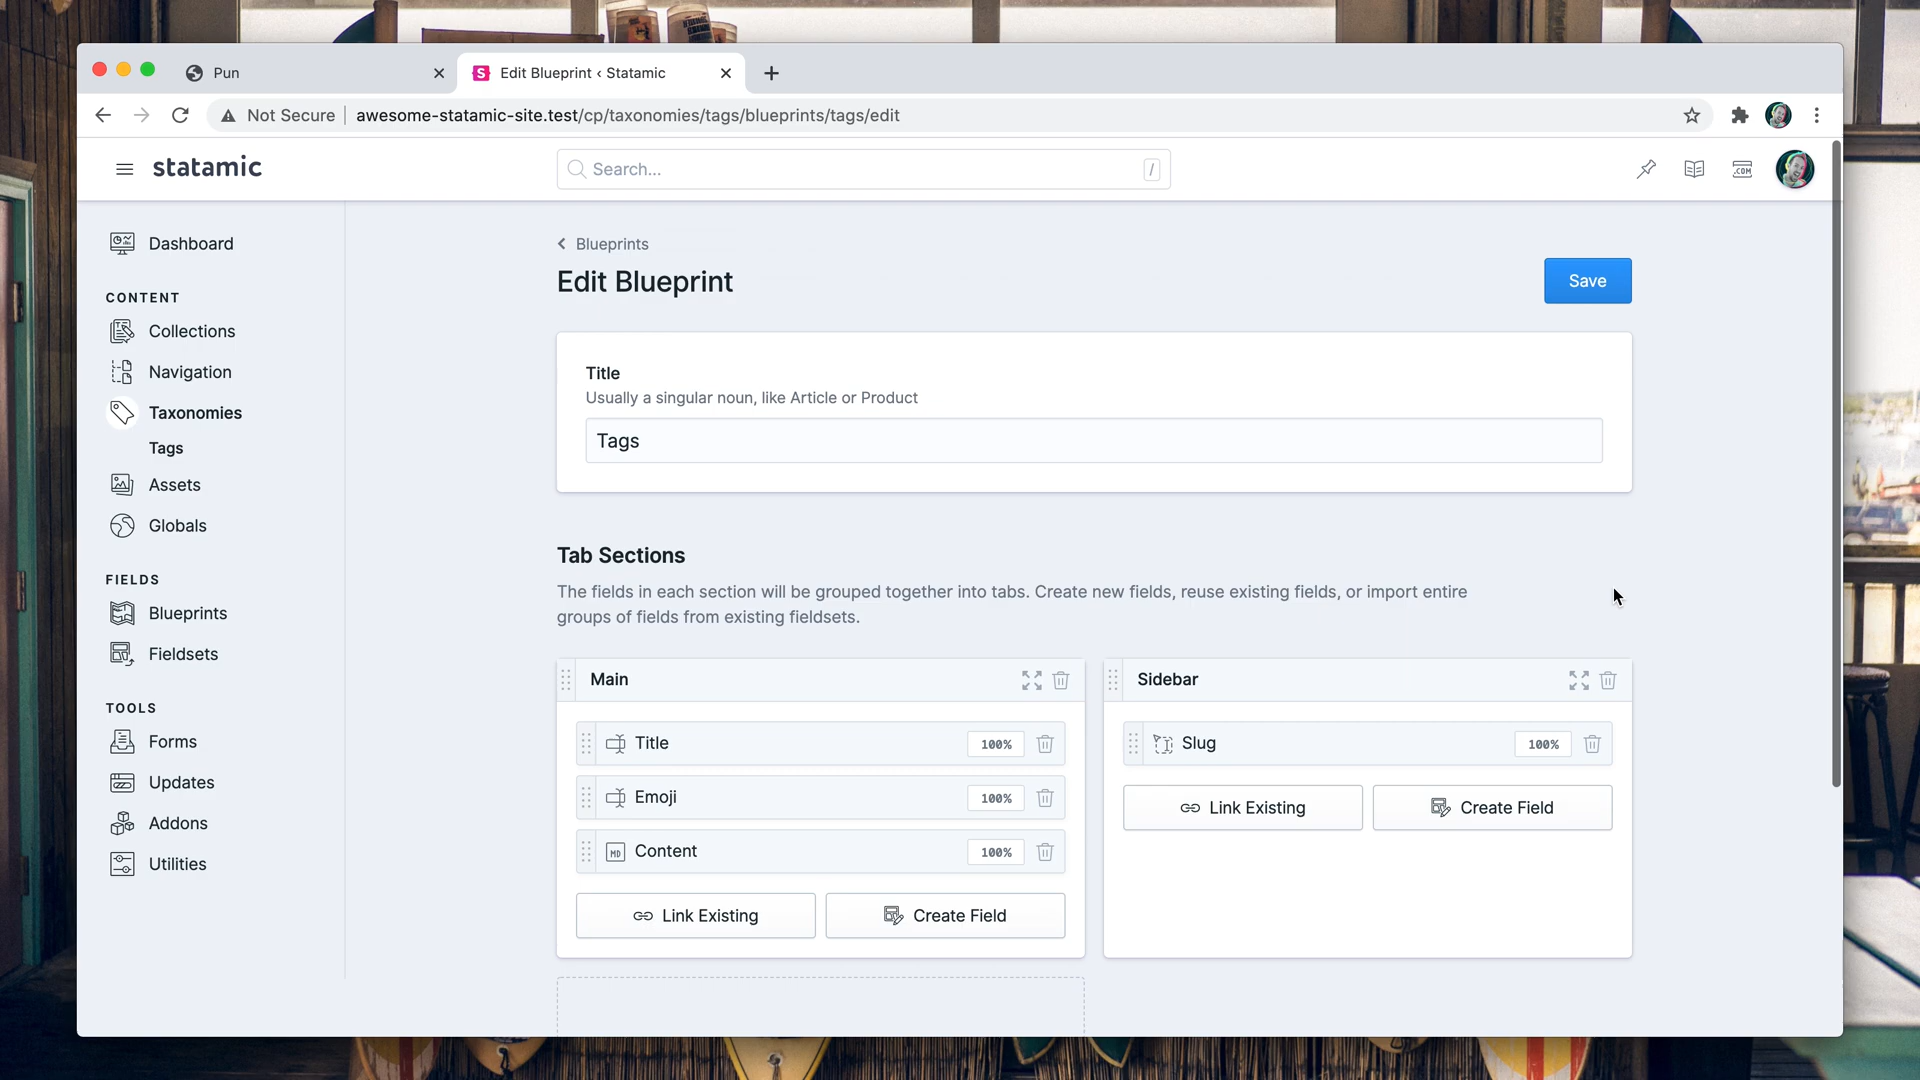 Pun
Edit Blueprint ‹ Statamic
Not Secure
awesome-statamic-site.test/cp/taxonomies/tags/blueprints/tags/edit
statamic
Search...
/
.COM
Dashboard
CONTENT
Collections
Navigation
Taxonomies
Tags
Assets
Globals
FIELDS
Blueprints
Fieldsets
TOOLS
Forms
Updates
Addons
Utilities
Blueprints
Edit Blueprint
Save
Title
Usually a singular noun, like Article or Product
Tags
Tab Sections
The fields in each section will be grouped together into tabs. Create new fields, reuse existing fields, or import entire
groups of fields from existing fieldsets.
Main
Title
100%
Emoji
100%
MD
Content
100%
Link Existing
Create Field
Sidebar
Slug
100%
Link Existing
Create Field